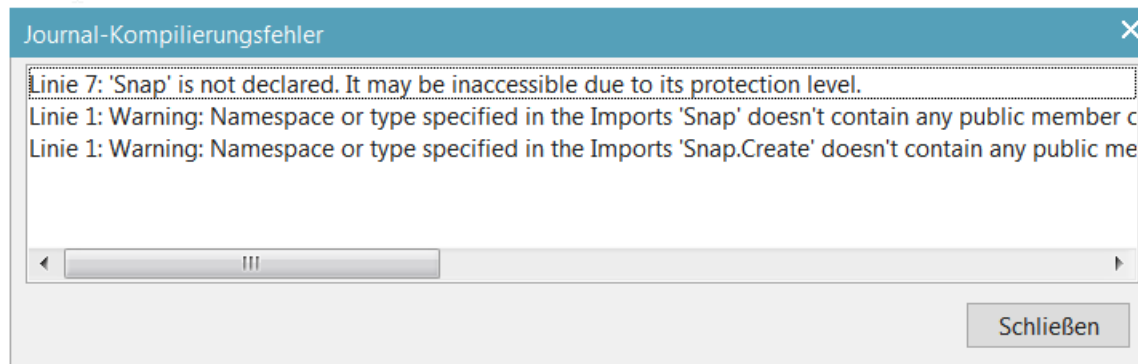 Journal-Kompilierungsfehler
Linie 7: 'Snap' is not declared. It may be inaccessible due to its protection level.
Linie 1: Warning: Namespace or type specified in the Imports 'Snap' doesn't contain any public member
Linie 1: Warning: Namespace or type specified in the Imports 'Snap.Create' doesn't contain any public
Schließen